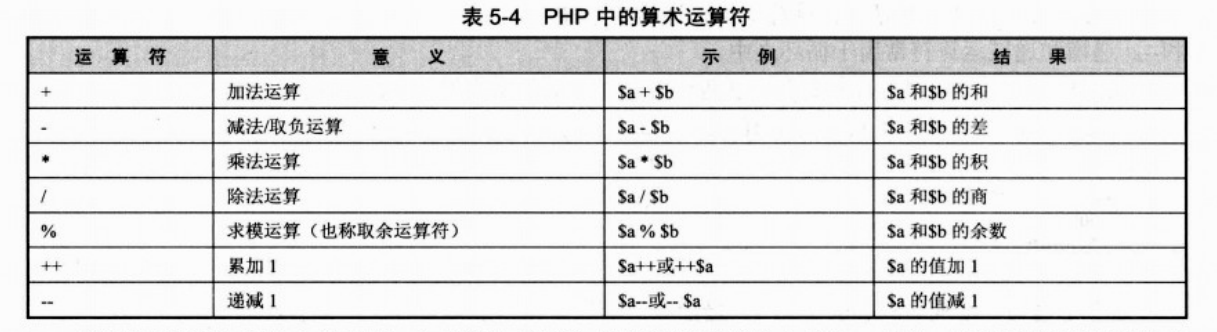 表 5-4 PHP 中的算术运算符
运 算 符 意 义 示 例 结 果
+ 加法运算 $a + $b $a 和$b 的和
- 减法/取负运算 $a - $b $a 和$b 的差
* 乘法运算 $a * $b $a 和$b 的积
/ 除法运算 $a / $b $a 和$b 的商
% 求模运算（也称取余运算符） $a % $b $a 和$b 的余数
++ 累加 1 $a++或++$a $a 的值加 1
-- 递减 1 $a--或-- $a $a 的值减 1